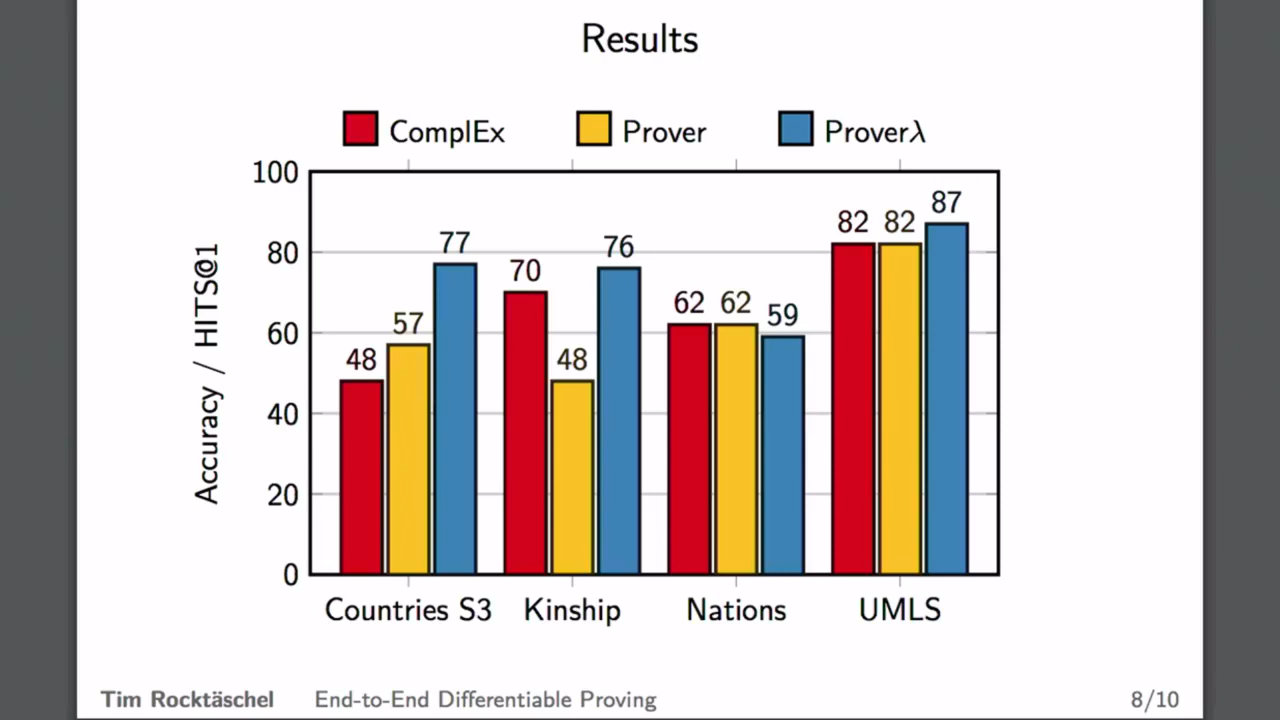 Results
ComplEx Prover Proverλ
Accuracy / HITS@1
100
80
60
40
20
0
48 57 77
70 48 76
62 62 59
82 82 87
Countries S3 Kinship Nations UMLS
Tim Rocktäschel End-to-End Differentiable Proving 8/10